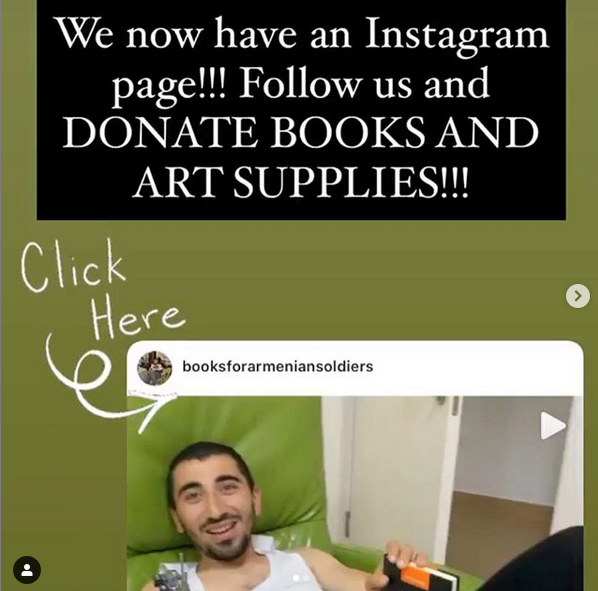 We now have an Instagram
page!!! Follow us and
DONATE BOOKS AND
ART SUPPLIES!!!
Click
Here
booksforarmeniansoldiers